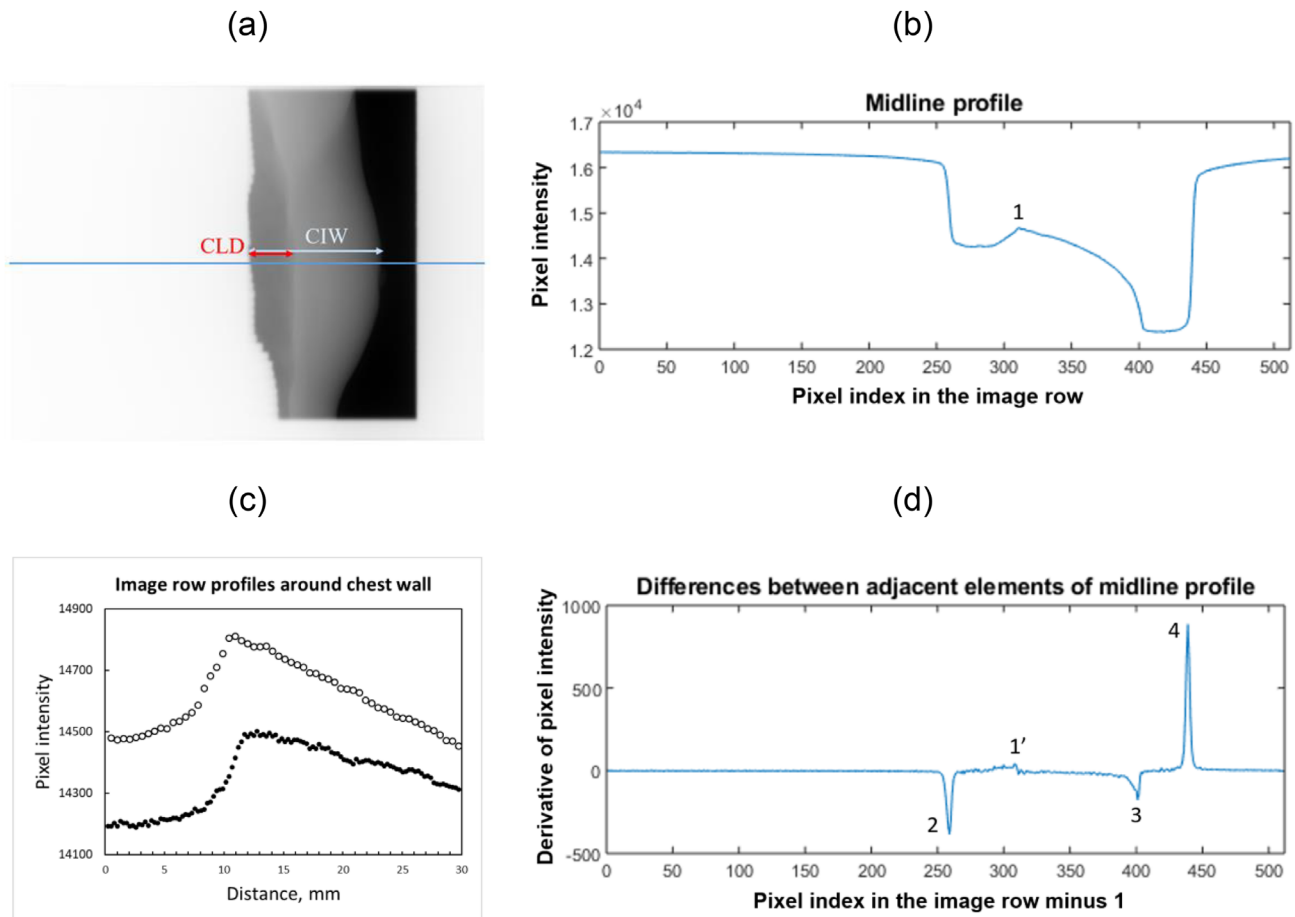 (a)
CLD
CIW
(b)
Midline profile
×10⁴
1.7
1.6
1.5
1.4
1.3
1.2
Pixel intensity
1
0 50 100 150 200 250 300 350 400 450 500
Pixel index in the image row
(c)
Image row profiles around chest wall
14900
14700
14500
14300
14100
Pixel intensity
0 5 10 15 20 25 30
Distance, mm
(d)
Differences between adjacent elements of midline profile
1000
500
0
-500
Derivative of pixel intensity
4
1’
2
3
0 50 100 150 200 250 300 350 400 450 500
Pixel index in the image row minus 1